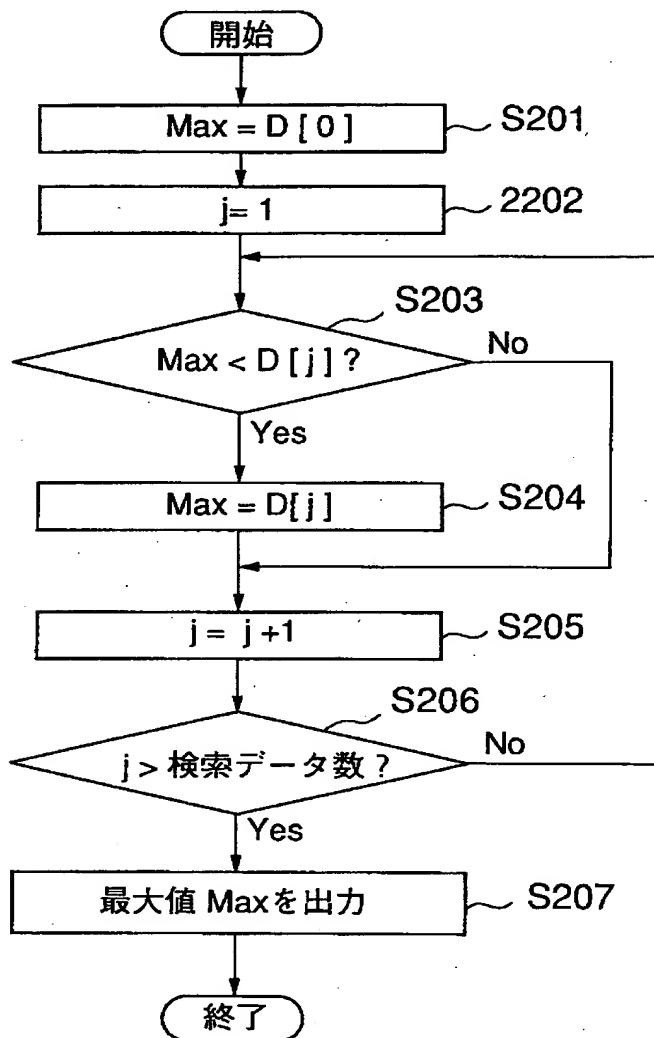 開始
Max = D [ 0 ]
S201
j= 1
2202
S203
Max < D [ j ] ?
No
Yes
Max = D[ j ]
S204
j = j +1
S205
S206
j > 検索データ数 ?
No
Yes
最大値 Maxを出力
S207
終了